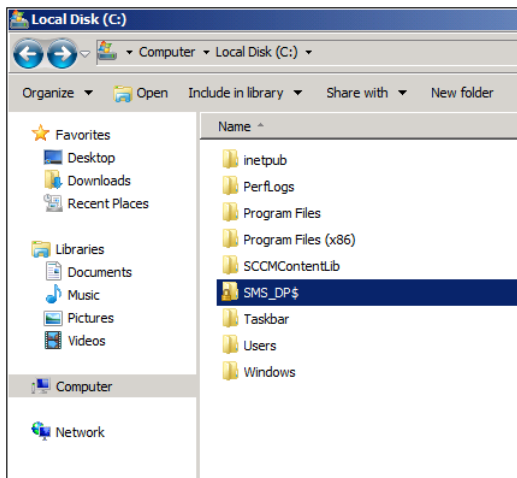 Local Disk (C:)
Computer Local Disk (C:)
Organize Open Include in library Share with New folder
Favorites
Desktop
Downloads
Recent Places
Libraries
Documents
Music
Pictures
Videos
Computer
Network
Name
inetpub
PerfLogs
Program Files
Program Files (x86)
SCCMContentLib
SMS_DP$
Taskbar
Users
Windows